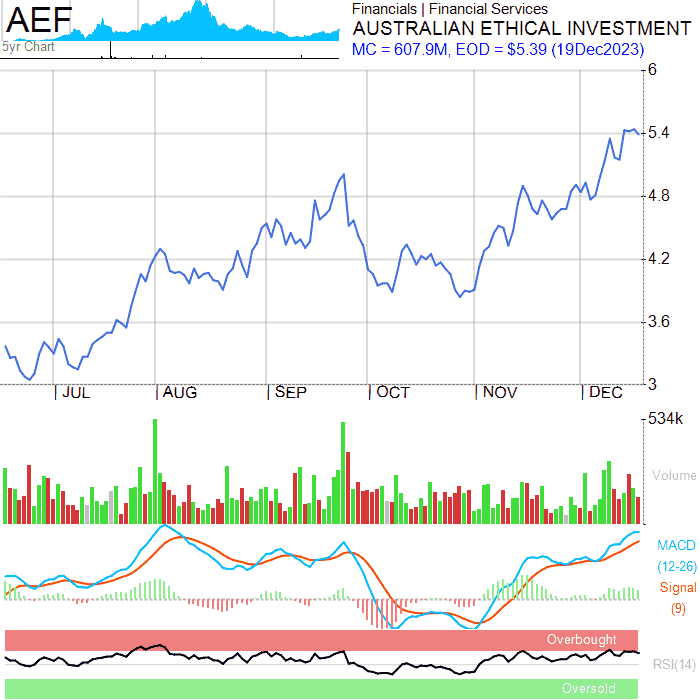 AEF
5yr Chart
Financials | Financial Services
AUSTRALIAN ETHICAL INVESTMENT
MC = 607.9M, EOD = $5.39 (19Dec2023)
6
5.4
4.8
4.2
3.6
3
JUL AUG SEP OCT NOV DEC
534k
Volume
MACD
(12-26)
Signal
(9)
Overbought
RSI(14)
Oversold